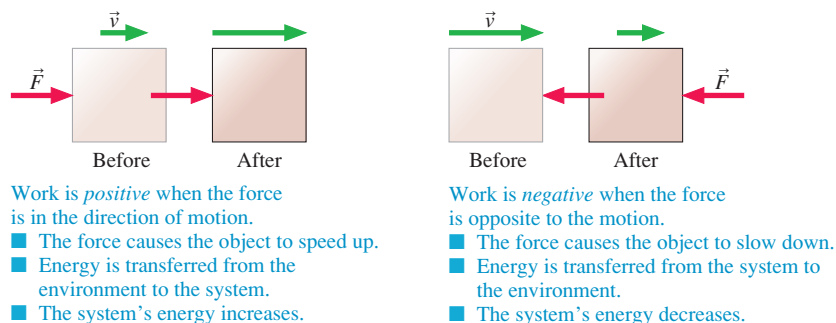 v⃗
F⃗
Before After
Work is positive when the force
is in the direction of motion.
■ The force causes the object to speed up.
■ Energy is transferred from the
environment to the system.
■ The system's energy increases.
v⃗
F⃗
Before After
Work is negative when the force
is opposite to the motion.
■ The force causes the object to slow down.
■ Energy is transferred from the system to
the environment.
■ The system's energy decreases.